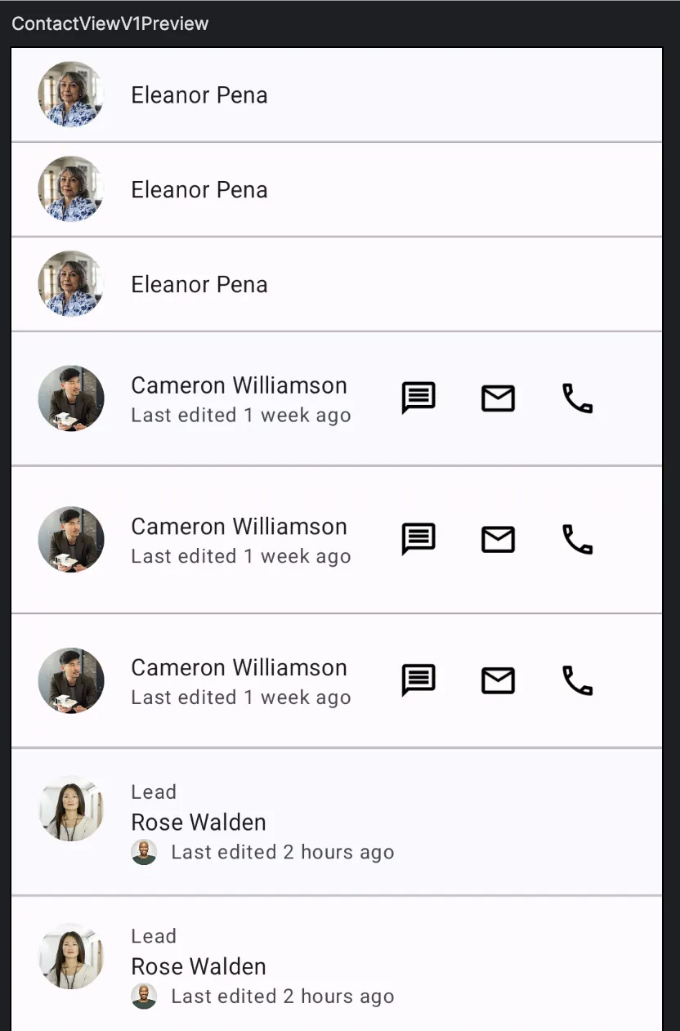 ContactViewV1Preview
Eleanor Pena
Eleanor Pena
Eleanor Pena
Cameron Williamson
Last edited 1 week ago
Cameron Williamson
Last edited 1 week ago
Cameron Williamson
Last edited 1 week ago
Lead
Rose Walden
Last edited 2 hours ago
Lead
Rose Walden
Last edited 2 hours ago